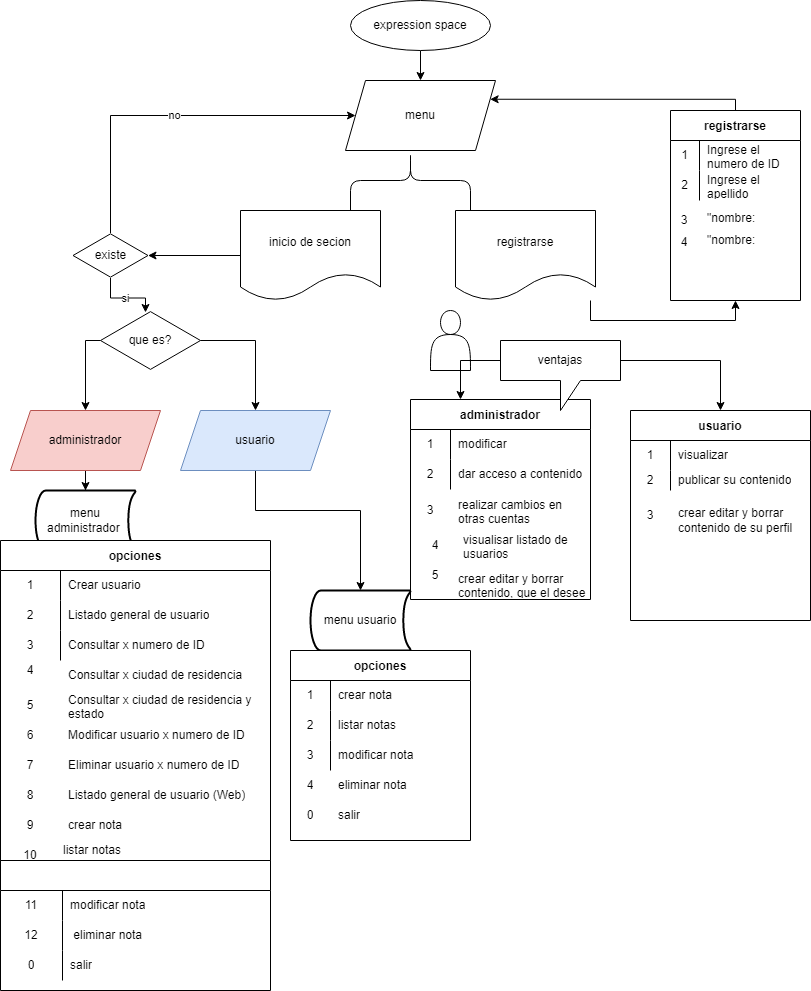 expression space
menu
no
registrarse
1 Ingrese el
numero de ID
2 Ingrese el
apellido
3 "nombre:
4 "nombre:
inicio de secion
registrarse
existe
si
que es?
ventajas
administrador
usuario
administrador
1 modificar
2 dar acceso a contenido
3 realizar cambios en
otras cuentas
4 visualisar listado de
usuarios
5 crear editar y borrar
contenido, que el desee
usuario
1 visualizar
2 publicar su contenido
3 crear editar y borrar
contenido de su perfil
menu
administrador
opciones
1 Crear usuario
2 Listado general de usuario
3 Consultar x numero de ID
4 Consultar x ciudad de residencia
5 Consultar x ciudad de residencia y
estado
6 Modificar usuario x numero de ID
7 Eliminar usuario x numero de ID
8 Listado general de usuario (Web)
9 crear nota
10 listar notas
11 modificar nota
12 eliminar nota
0 salir
menu usuario
opciones
1 crear nota
2 listar notas
3 modificar nota
4 eliminar nota
0 salir